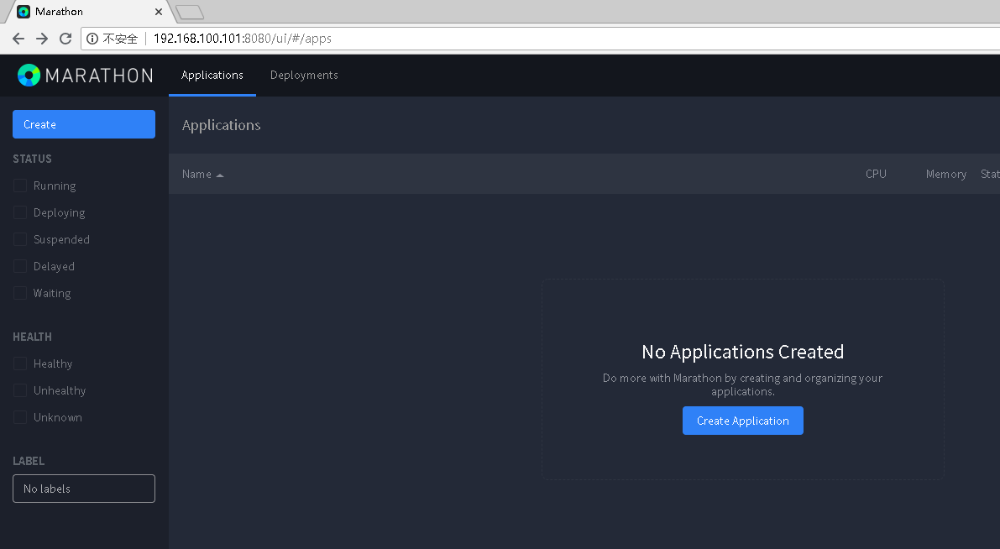 Marathon
不安全 192.168.100.101:8080/ui/#/apps
MARATHON Applications Deployments
Create
Applications
STATUS
Name CPU Memory Stat
Running
Deploying
Suspended
Delayed
Waiting
HEALTH
Healthy
Unhealthy
Unknown
No Applications Created
Do more with Marathon by creating and organizing your
applications.
Create Application
LABEL
No labels